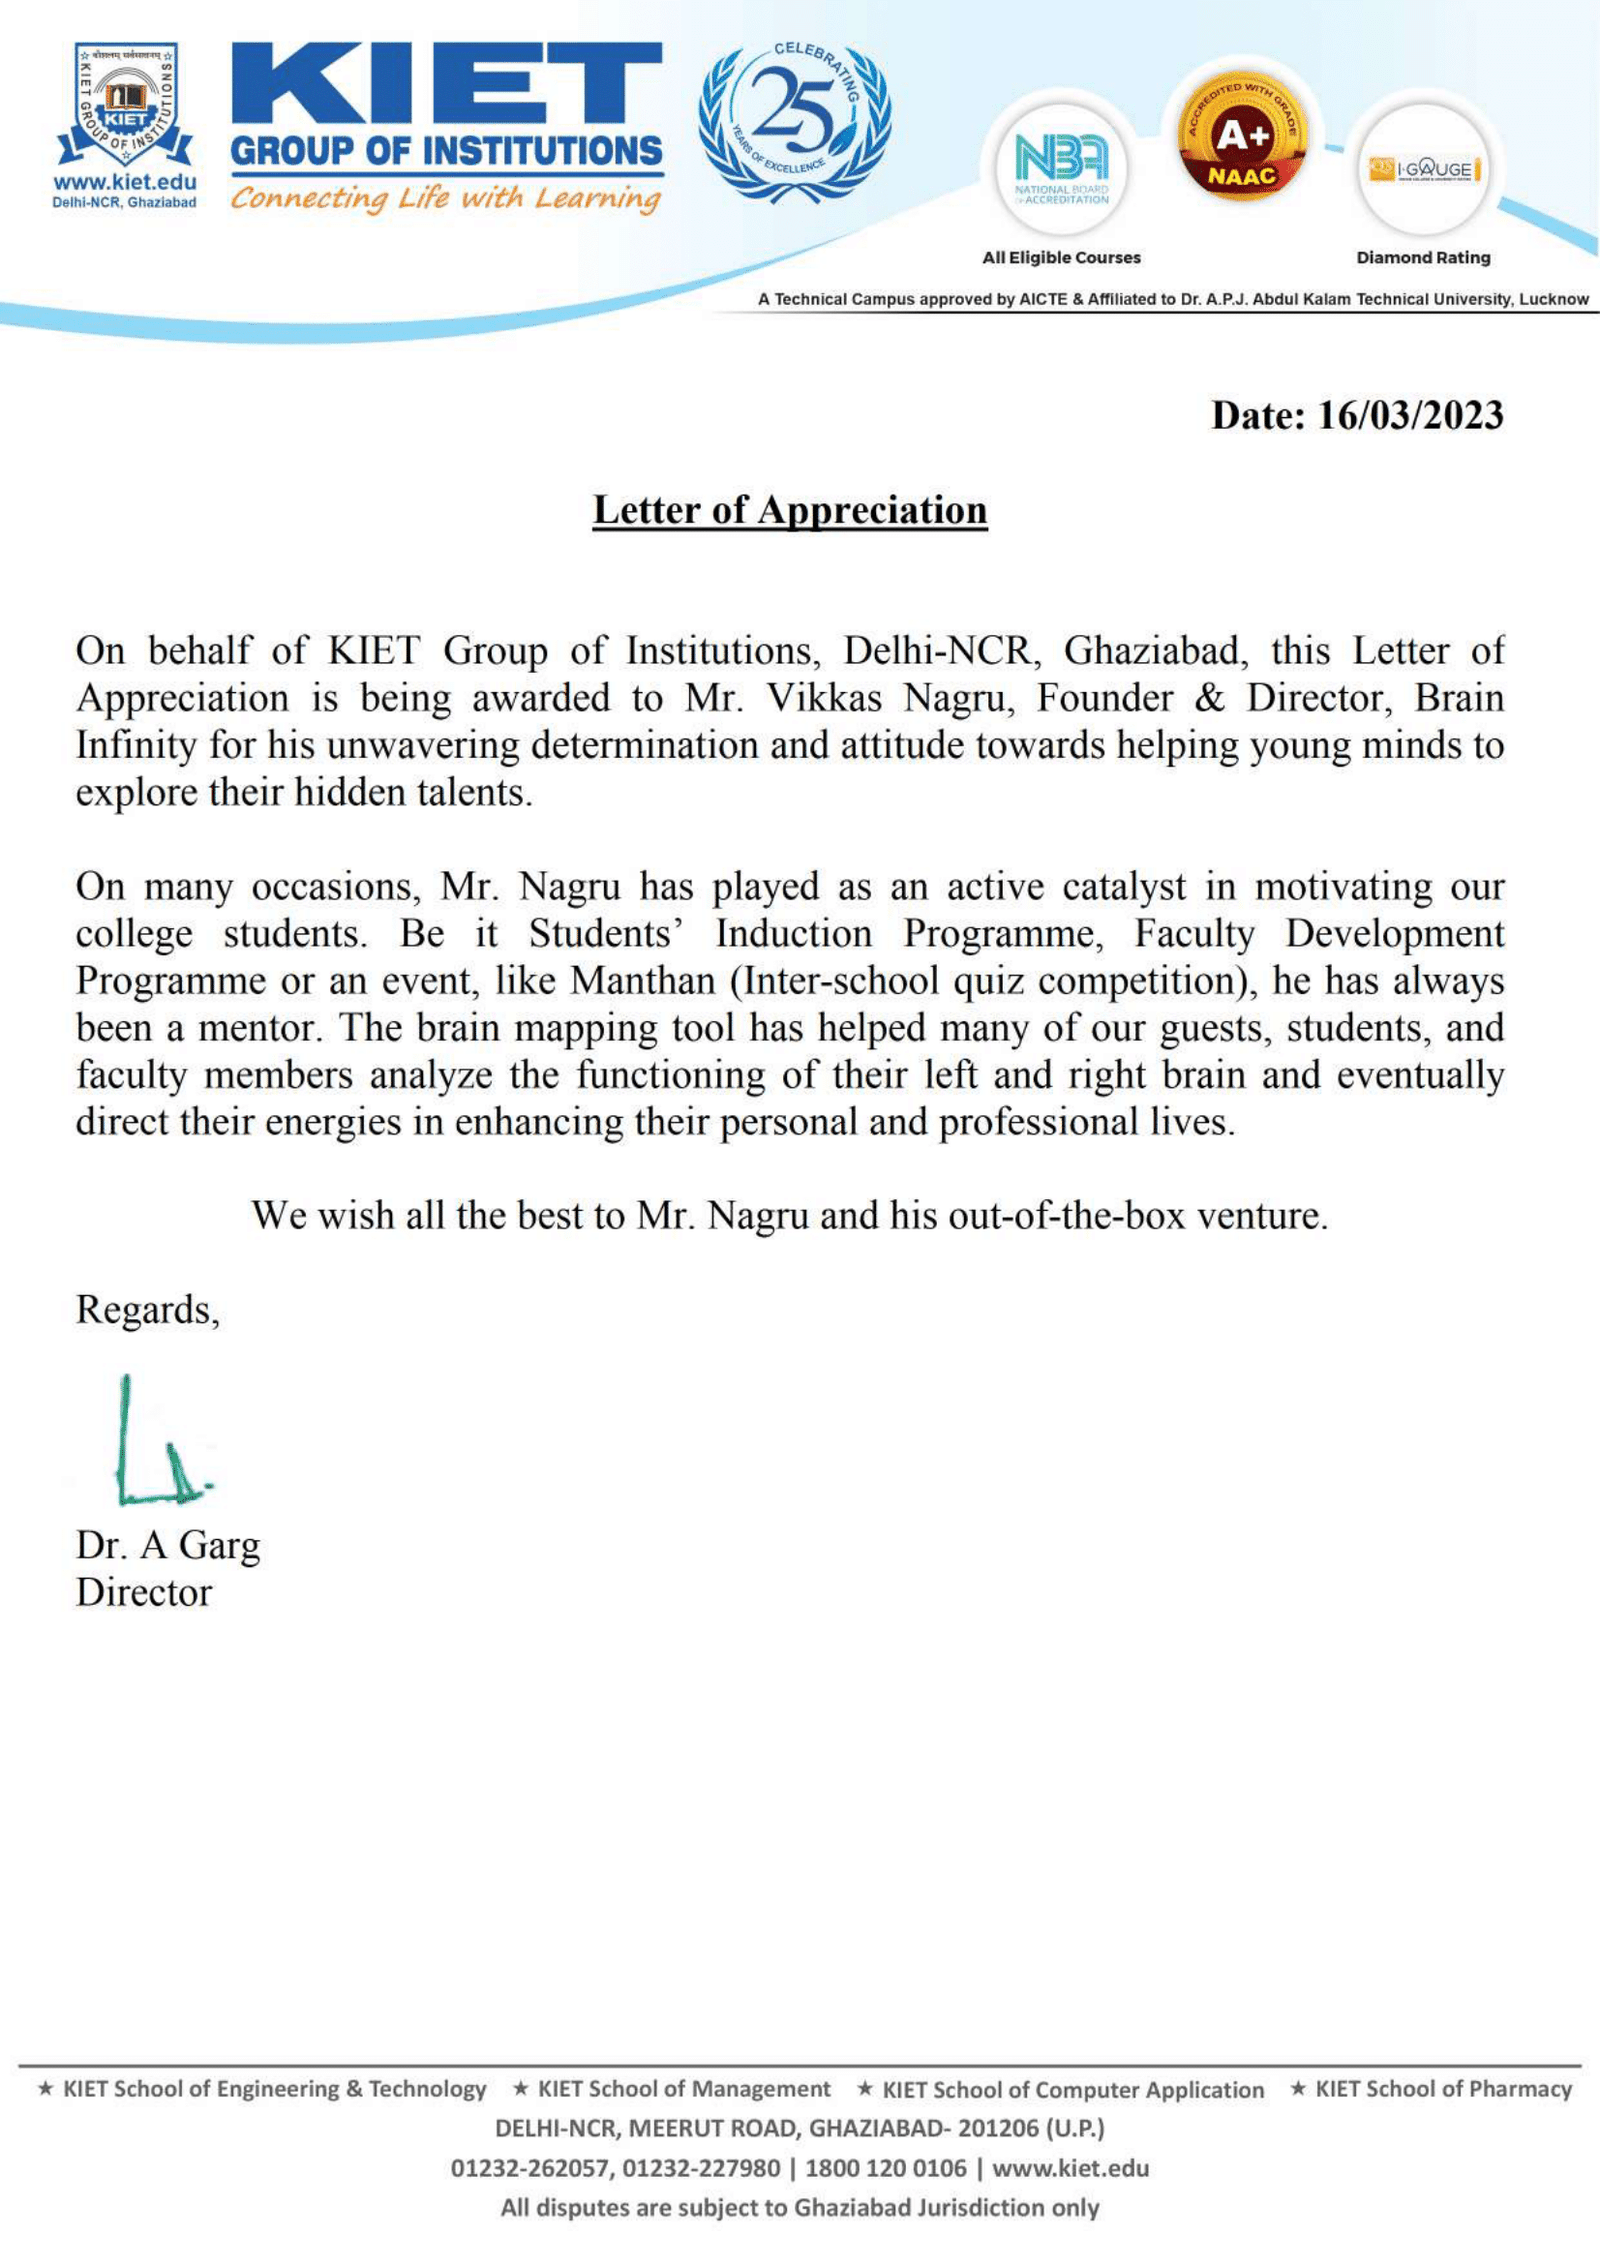 कौशलम् सर्वसाधनम्
KIET GROUP OF INSTITUTIONS
KIET
www.kiet.edu
Delhi-NCR, Ghaziabad
KIET
GROUP OF INSTITUTIONS
Connecting Life with Learning
CELEBRATING
25
YEARS OF EXCELLENCE
NBA
NATIONAL BOARD
OF ACCREDITATION
All Eligible Courses
ACCREDITED WITH GRADE
A+
NAAC
I·GAUGE
Diamond Rating
A Technical Campus approved by AICTE & Affiliated to Dr. A.P.J. Abdul Kalam Technical University, Lucknow
Date: 16/03/2023
Letter of Appreciation
On behalf of KIET Group of Institutions, Delhi-NCR, Ghaziabad, this Letter of
Appreciation is being awarded to Mr. Vikkas Nagru, Founder & Director, Brain
Infinity for his unwavering determination and attitude towards helping young minds to
explore their hidden talents.
On many occasions, Mr. Nagru has played as an active catalyst in motivating our
college students. Be it Students’ Induction Programme, Faculty Development
Programme or an event, like Manthan (Inter-school quiz competition), he has always
been a mentor. The brain mapping tool has helped many of our guests, students, and
faculty members analyze the functioning of their left and right brain and eventually
direct their energies in enhancing their personal and professional lives.
We wish all the best to Mr. Nagru and his out-of-the-box venture.
Regards,
Dr. A Garg
Director
★ KIET School of Engineering & Technology ★ KIET School of Management ★ KIET School of Computer Application ★ KIET School of Pharmacy
DELHI-NCR, MEERUT ROAD, GHAZIABAD- 201206 (U.P.)
01232-262057, 01232-227980 | 1800 120 0106 | www.kiet.edu
All disputes are subject to Ghaziabad Jurisdiction only